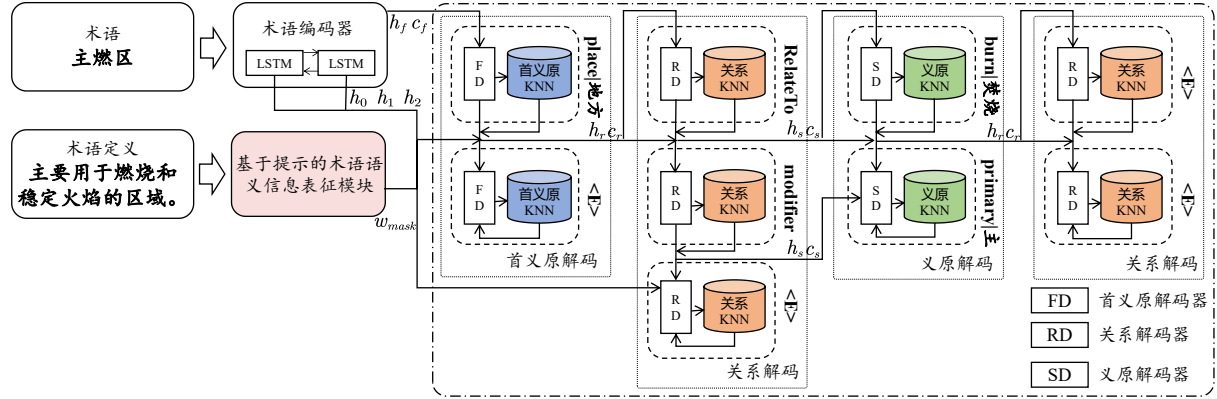 术语
主燃区
术语编码器
LSTM
LSTM
h_f c_f
h_0 h_1 h_2
术语定义
主要用于燃烧和
稳定火焰的区域。
基于提示的术语语
义信息表征模块
w_mask
FD
首义原
KNN
place|地方
FD
首义原
KNN
<E>
首义原解码
h_r c_r
RD
关系
KNN
RelateTo
RD
关系
KNN
modifier
RD
关系
KNN
<E>
关系解码
h_s c_s
h_s c_s
SD
义原
KNN
burn|焚烧
SD
义原
KNN
primary|主
义原解码
h_r c_r
RD
关系
KNN
<E>
RD
关系
KNN
<E>
关系解码
FD 首义原解码器
RD 关系解码器
SD 义原解码器